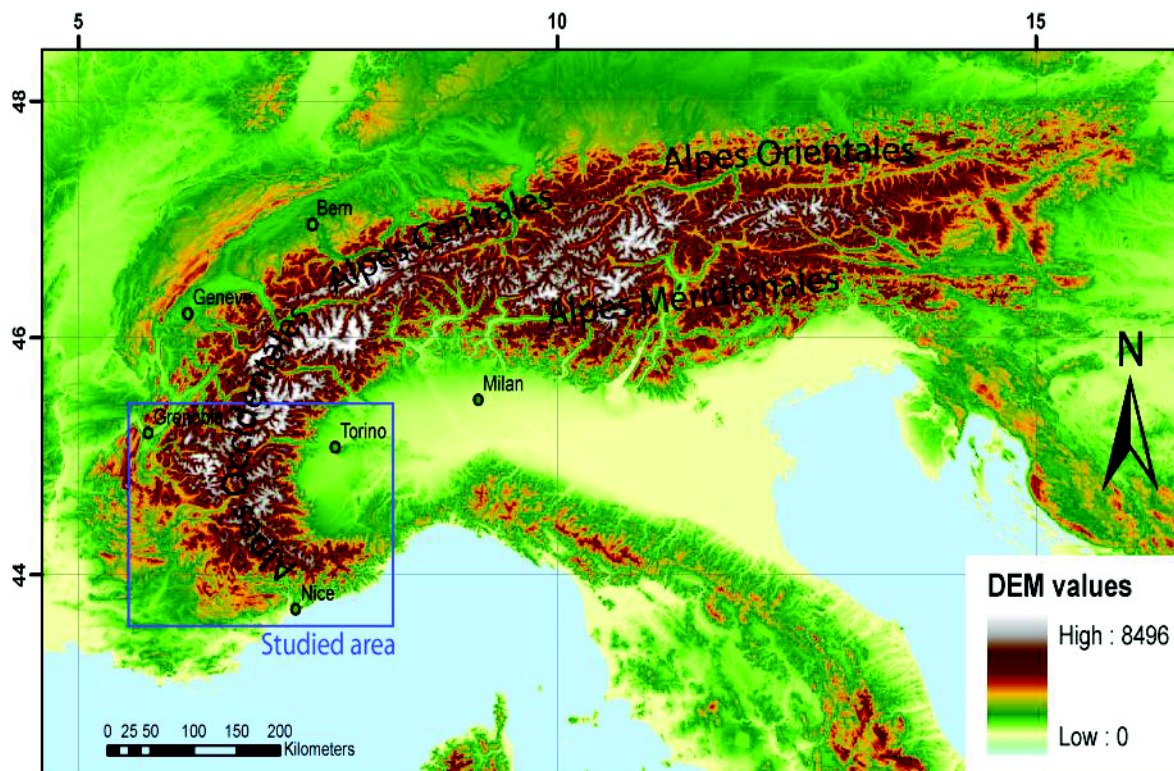 5 10 15
48
Alpes Orientales
Bern
Alpes Centrales
Geneve
Alpes Méridionales
46
N
Milan
Grenoble
Torino
Alpes Occidentales
44
Nice
Studied area
DEM values
High : 8496
Low : 0
0 25 50 100 150 200
Kilometers